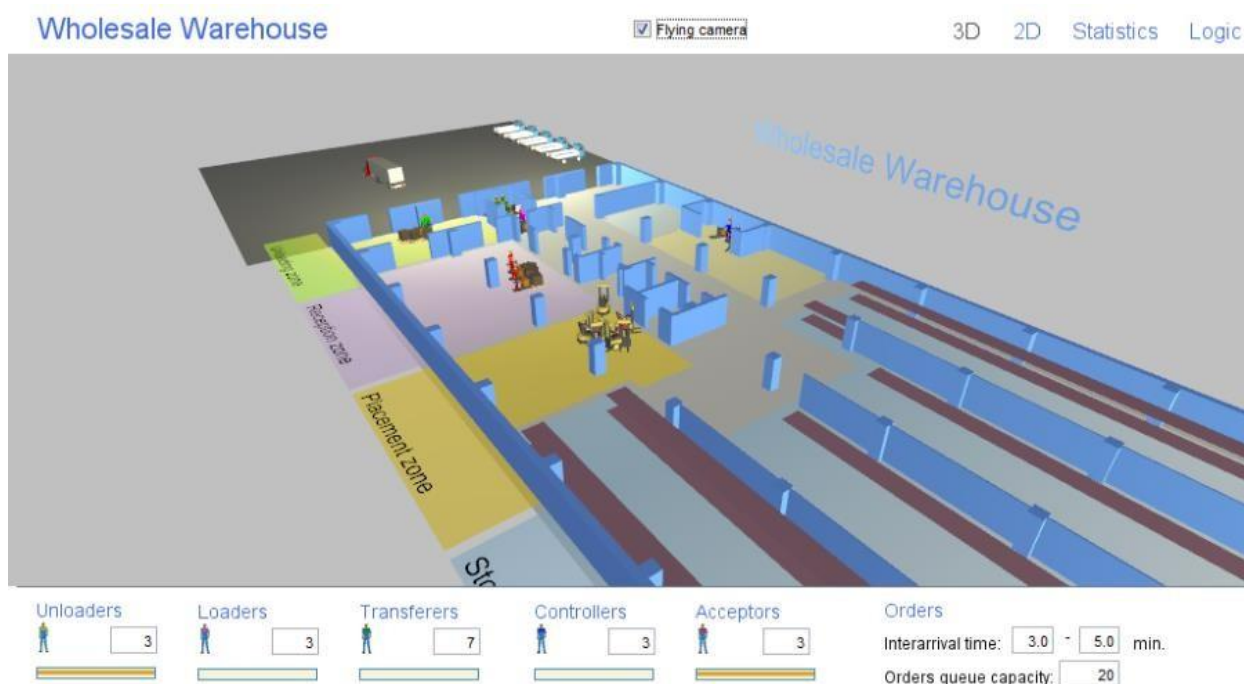 Wholesale Warehouse
Flying camera
3D 2D Statistics Logic
Wholesale Warehouse
Reception zone
Placement zone
Unloaders Loaders Transferers Controllers Acceptors Orders
3 3 7 3 3 Interarrival time: 3.0 - 5.0 min.
Orders queue capacity: 20